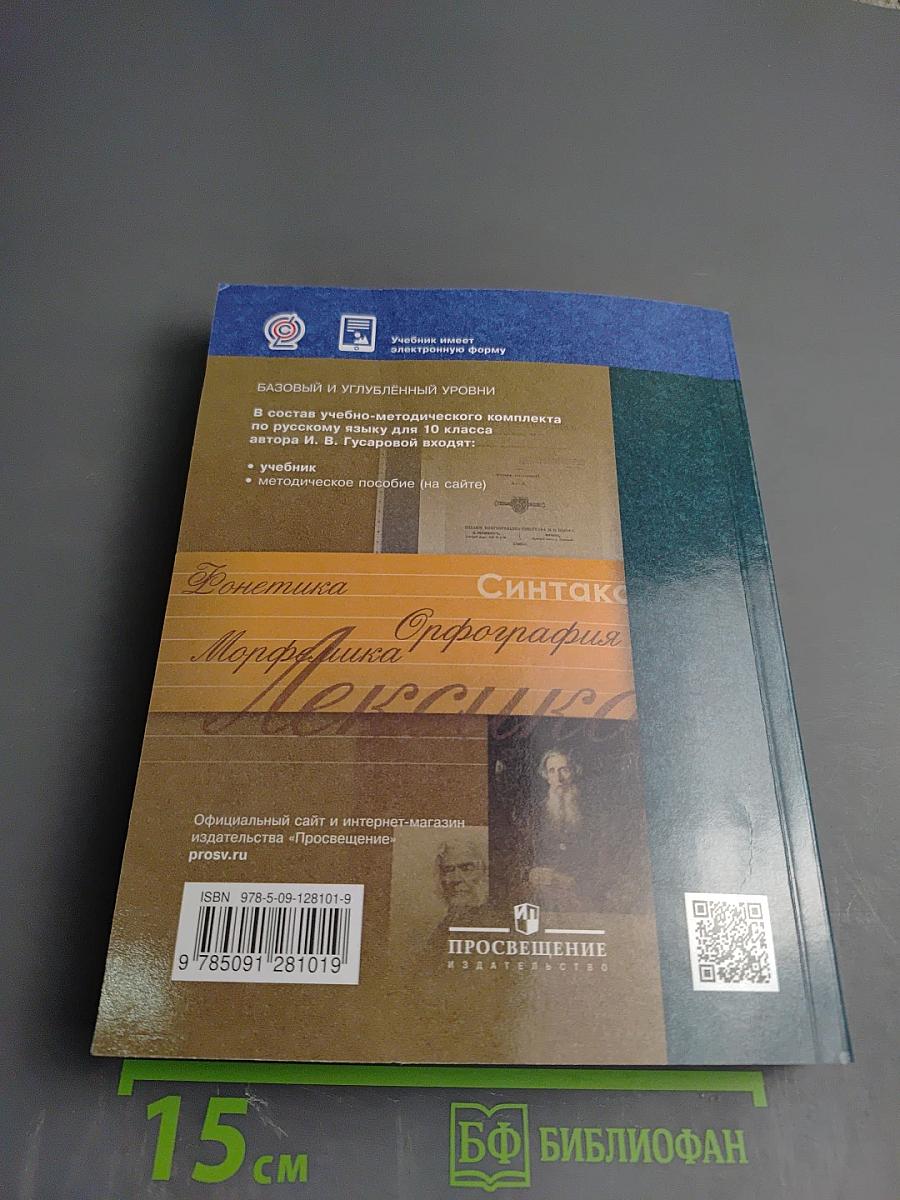 Учебник имеет
электронную форму
БАЗОВЫЙ И УГЛУБЛЁННЫЙ УРОВНИ
В состав учебно-методического комплекта
по русскому языку для 10 класса
автора И. В. Гусаровой входят:
• учебник
• методическое пособие (на сайте)
Фонетика
Синтакс
Орфография
Морфемика
Лексика
Официальный сайт и интернет-магазин
издательства «Просвещение»
prosv.ru
ISBN 978-5-09-128101-9
9 785091 281019
ПРОСВЕЩЕНИЕ
ИЗДАТЕЛЬСТВО
15 см
БФ БИБЛИОФАН